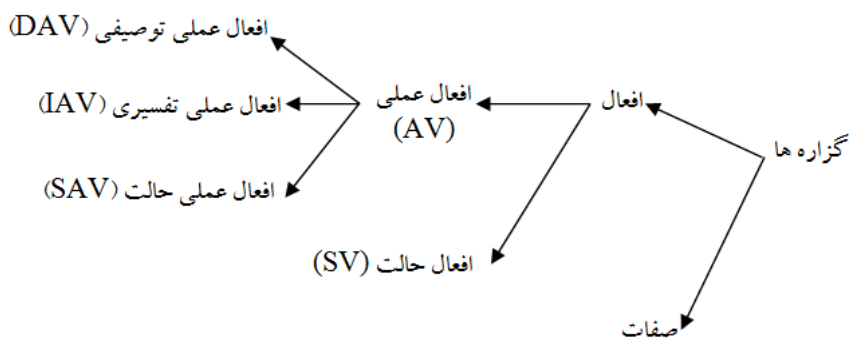 گزاره ها
افعال
صفات
افعال عملی
(AV)
افعال حالت (SV)
افعال عملی توصیفی (DAV)
افعال عملی تفسیری (IAV)
افعال عملی حالت (SAV)